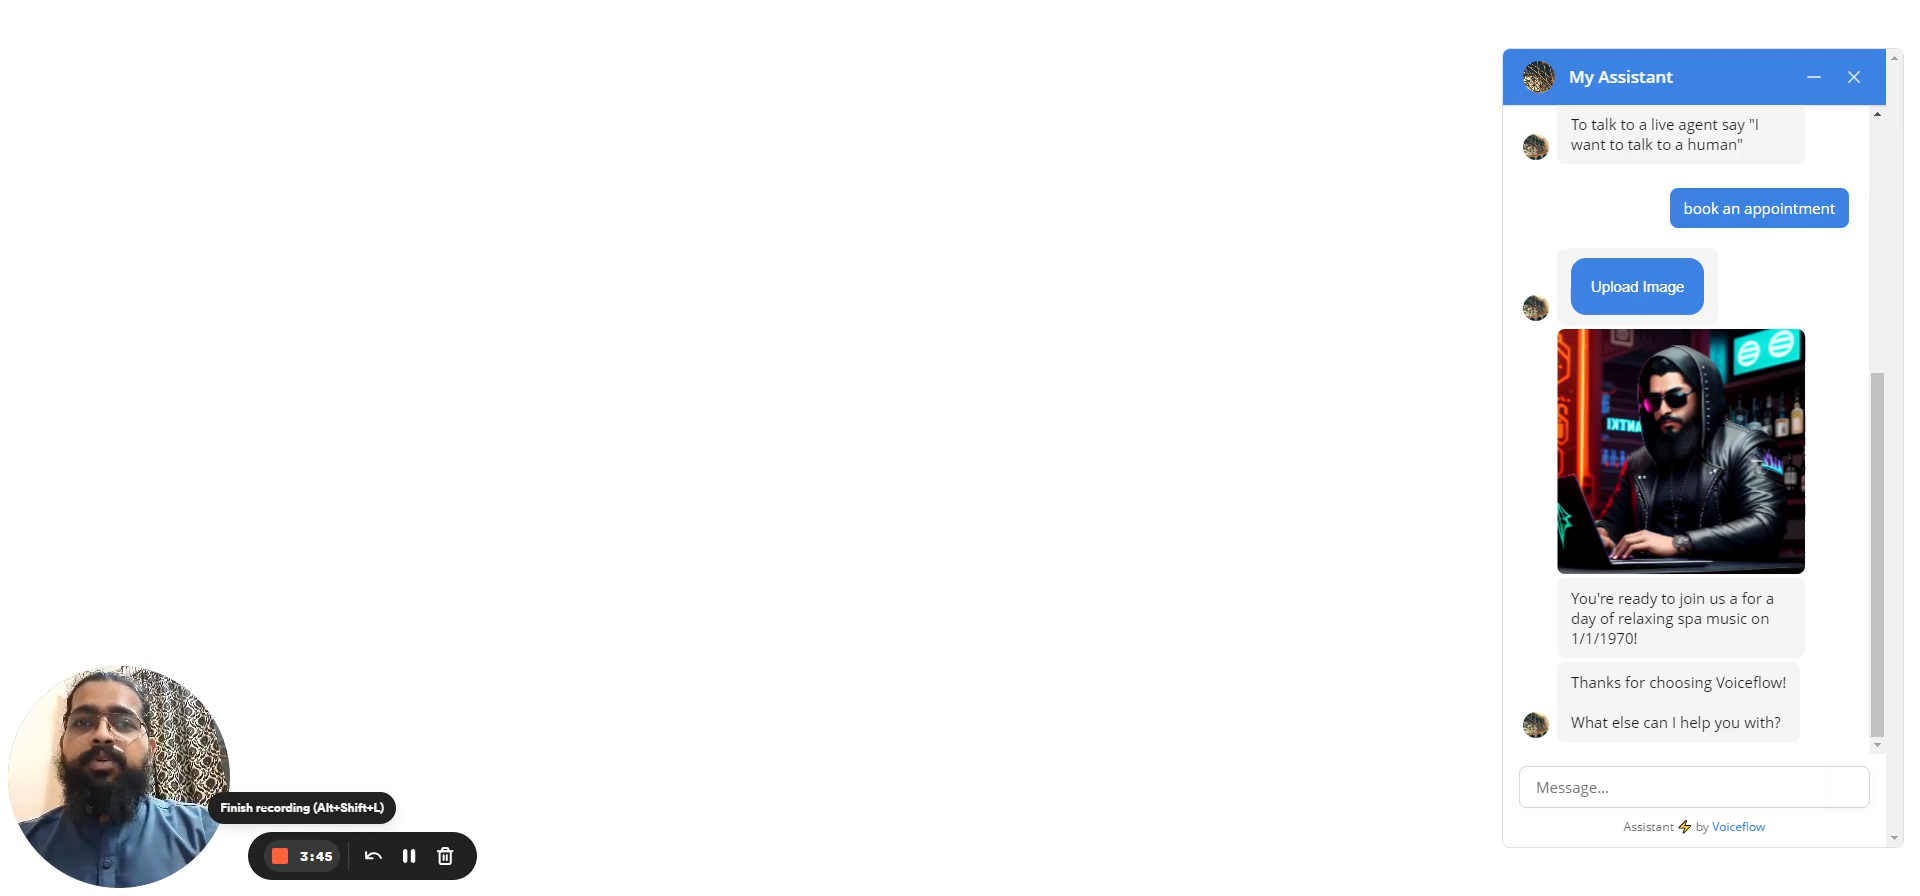 My Assistant
To talk to a live agent say "I
want to talk to a human"
book an appointment
Upload Image
You're ready to join us a for a
day of relaxing spa music on
1/1/1970!
Thanks for choosing Voiceflow!
What else can I help you with?
Message...
Assistant ⚡ by Voiceflow
Finish recording (Alt+Shift+L)
3:45